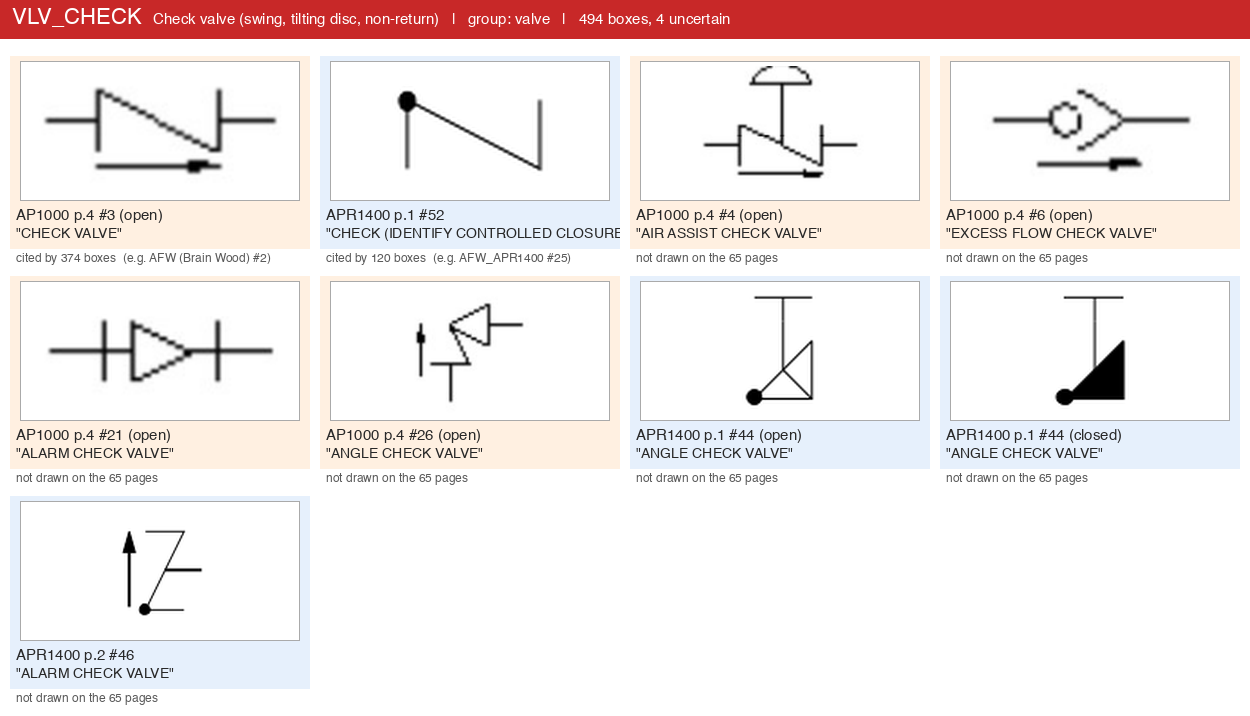 VLV_CHECK Check valve (swing, tilting disc, non-return) | group: valve | 494 boxes, 4 uncertain
AP1000 p.4 #3 (open)
"CHECK VALVE"
cited by 374 boxes (e.g. AFW (Brain Wood) #2)
APR1400 p.1 #52
"CHECK (IDENTIFY CONTROLLED CLOSURE
cited by 120 boxes (e.g. AFW_APR1400 #25)
AP1000 p.4 #4 (open)
"AIR ASSIST CHECK VALVE"
not drawn on the 65 pages
AP1000 p.4 #6 (open)
"EXCESS FLOW CHECK VALVE"
not drawn on the 65 pages
AP1000 p.4 #21 (open)
"ALARM CHECK VALVE"
not drawn on the 65 pages
AP1000 p.4 #26 (open)
"ANGLE CHECK VALVE"
not drawn on the 65 pages
APR1400 p.1 #44 (open)
"ANGLE CHECK VALVE"
not drawn on the 65 pages
APR1400 p.1 #44 (closed)
"ANGLE CHECK VALVE"
not drawn on the 65 pages
APR1400 p.2 #46
"ALARM CHECK VALVE"
not drawn on the 65 pages